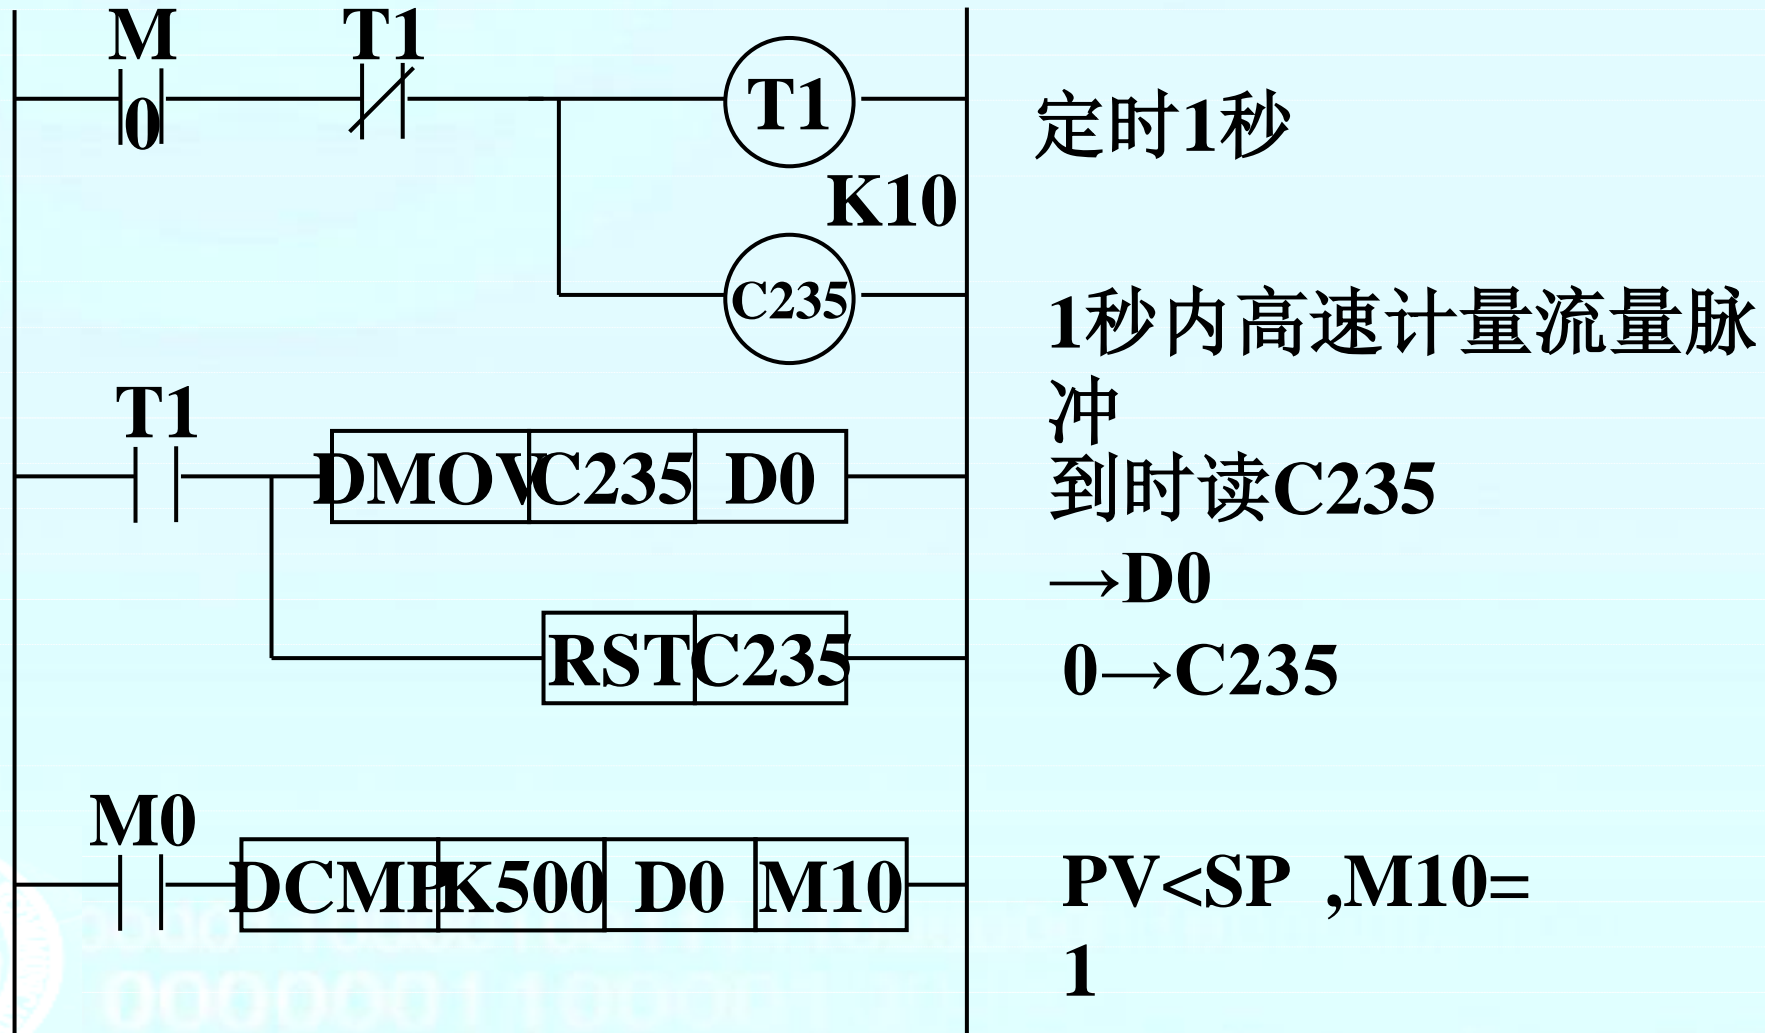 M
0
T1
T1
定时1秒
K10
C235
1秒内高速计量流量脉
冲
T1
DMOV C235 D0
到时读C235
→D0
RST C235
0→C235
M0
DCMP K500 D0 M10
PV<SP ,M10=
1